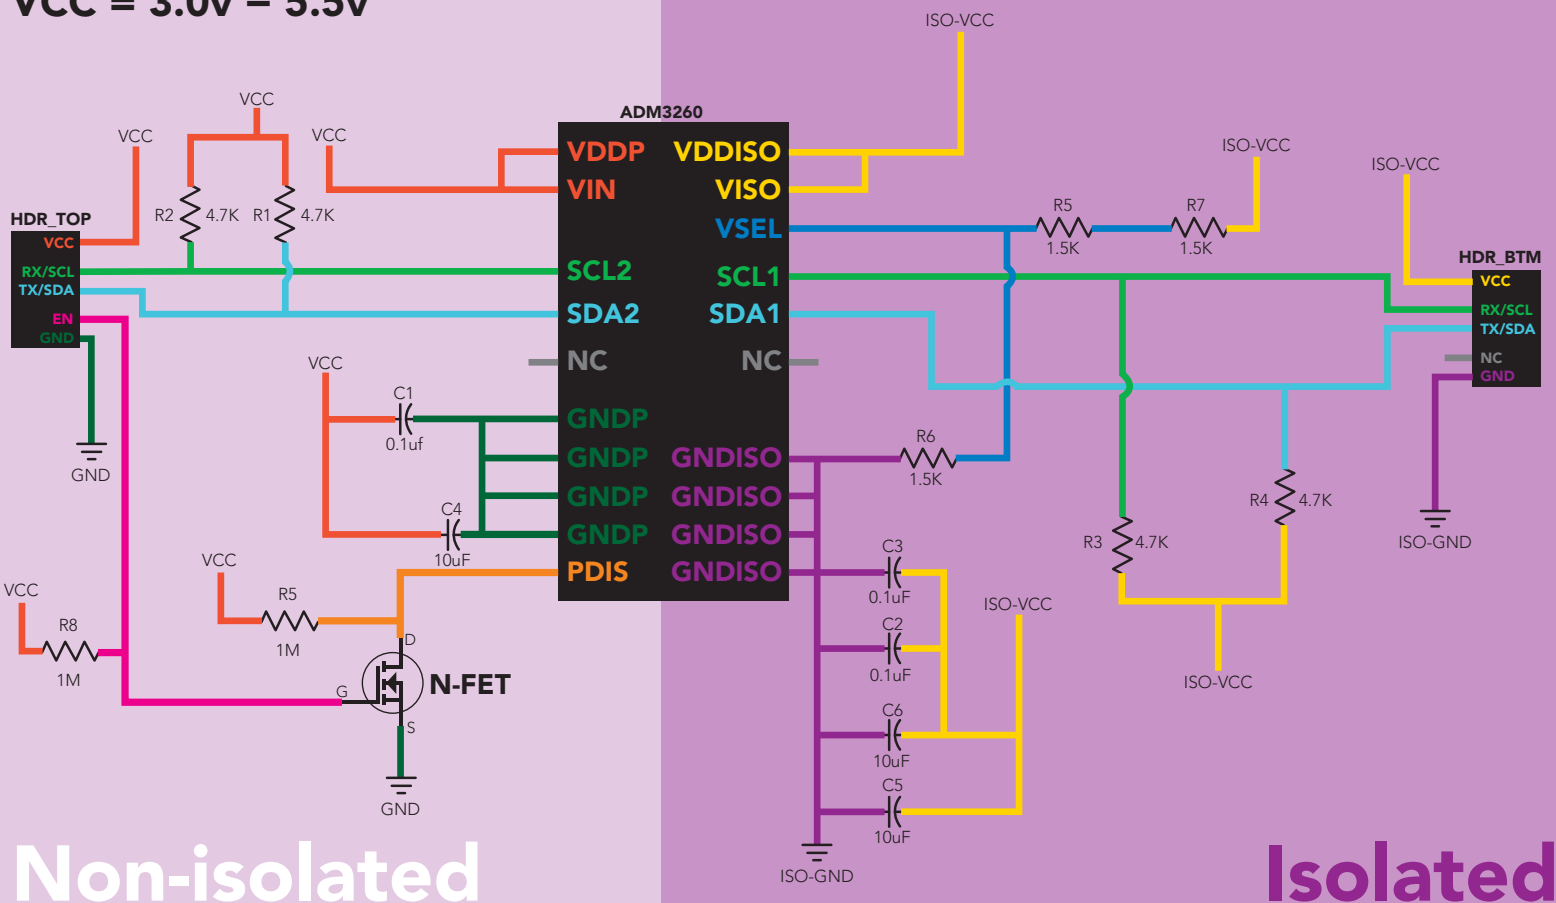 VCC = 3.0v – 5.5v
ISO-VCC
VCC
ADM3260
VCC
VCC
VDDP
VDDISO
VIN
VISO
ISO-VCC
ISO-VCC
HDR_TOP
R2
4.7K
R1
4.7K
VSEL
R5
1.5K
R7
1.5K
VCC
RX/SCL
TX/SDA
EN
GND
SCL2
SCL1
SDA2
SDA1
HDR_BTM
VCC
RX/SCL
TX/SDA
NC
GND
NC
NC
VCC
C1
0.1uf
GNDP
GNDP
GNDP
GNDP
PDIS
GNDISO
GNDISO
GNDISO
GNDISO
R6
1.5K
GND
C4
10uF
R4
4.7K
R3
4.7K
ISO-GND
VCC
R5
1M
VCC
R8
1M
D
G
S
N-FET
GND
C3
0.1uF
C2
0.1uF
C6
10uF
C5
10uF
ISO-VCC
ISO-VCC
ISO-GND
Non-isolated
Isolated